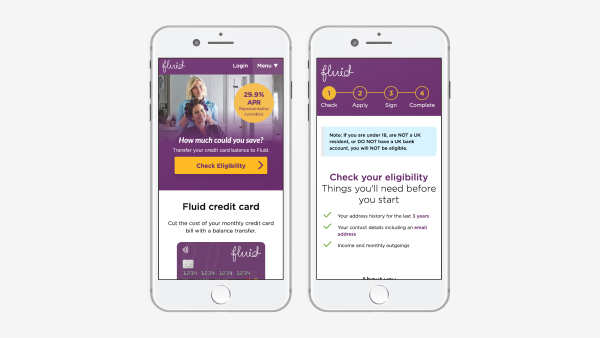 fluid
Login
Menu ▼
29.9%
APR
Representative
(variable)
How much could you save?
Transfer your credit card balance to Fluid.
Check Eligibility
Fluid credit card
Cut the cost of your monthly credit card
bill with a balance transfer.
fluid
1234 1234 1234 1234
fluid
1
2
3
4
Check
Apply
Sign
Complete
Note: If you are under 18, are NOT a UK
resident, or DO NOT have a UK bank
account, you will NOT be eligible.
Check your eligibility
Things you'll need before
you start
Your address history for the last 3 years
Your contact details including an email
address
Income and monthly outgoings
About you